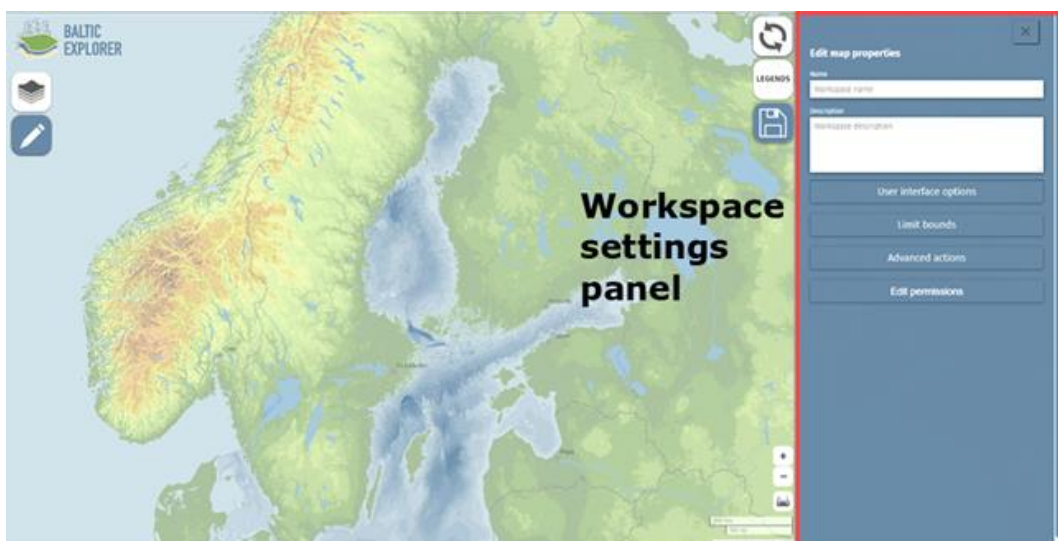 BALTIC
EXPLORER
LEGENDS
Workspace
settings
panel
Edit map properties
Name
Workspace name
Description
Workspace description
User interface options
Limit bounds
Advanced actions
Edit permissions
+
−